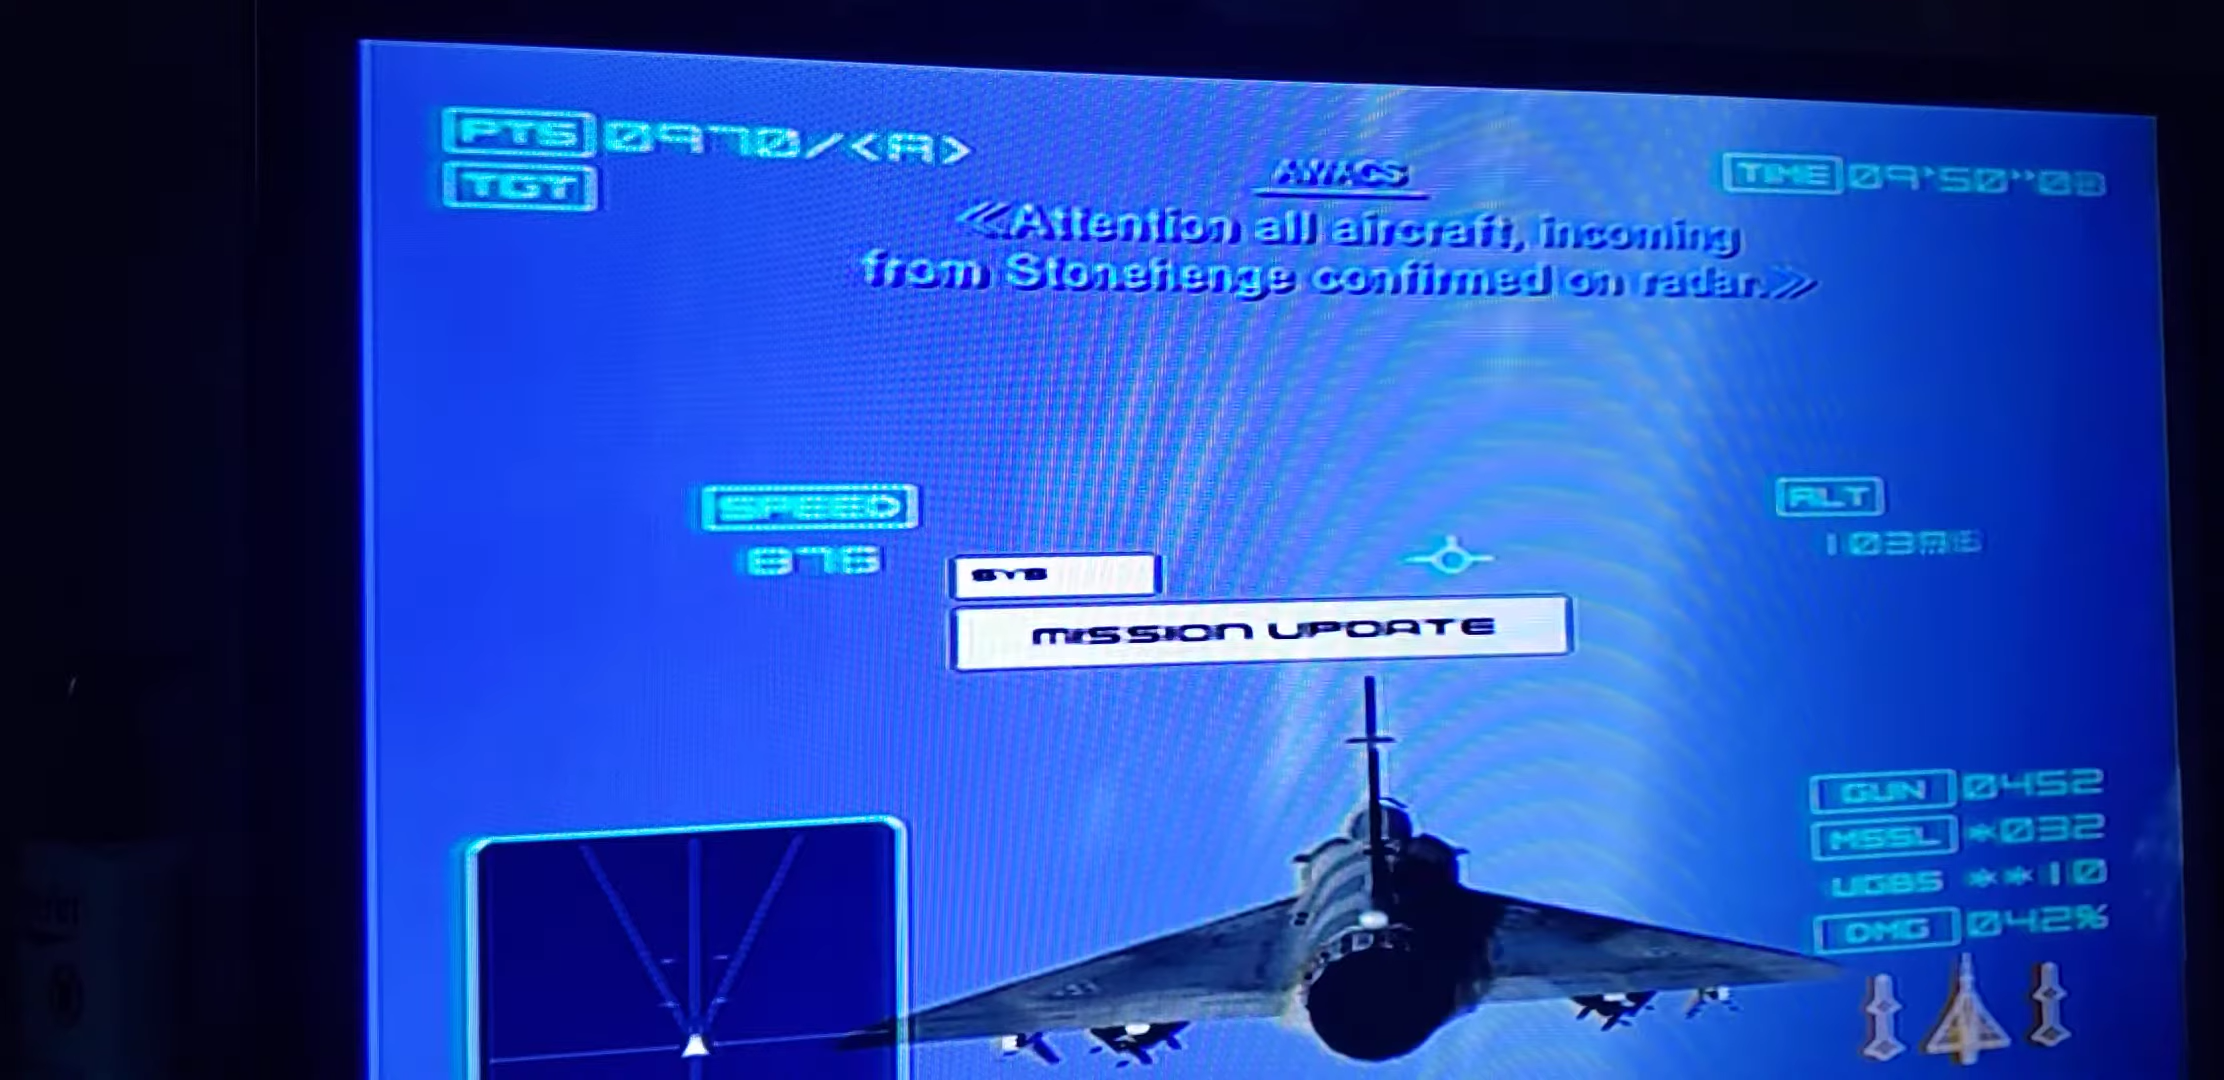 PTS 0970/<A>
TGT
AWACS
TIME 09'50"08
<<Attention all aircraft, incoming
from Stonehenge confirmed on radar.>>
SPEED
ALT
876
SYS
MISSION UPDATE
GUN 0452
MSSL *032
UGBS **10
DMG 042%